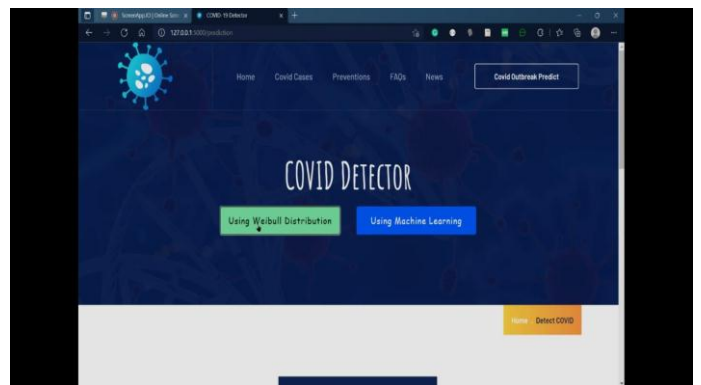 COVID-19 Detector
127.0.0.1:5000/prediction
Home Covid Cases Preventions FAQs News Covid Outbreak Predict
COVID DETECTOR
Using Weibull Distribution Using Machine Learning
Home . Detect COVID